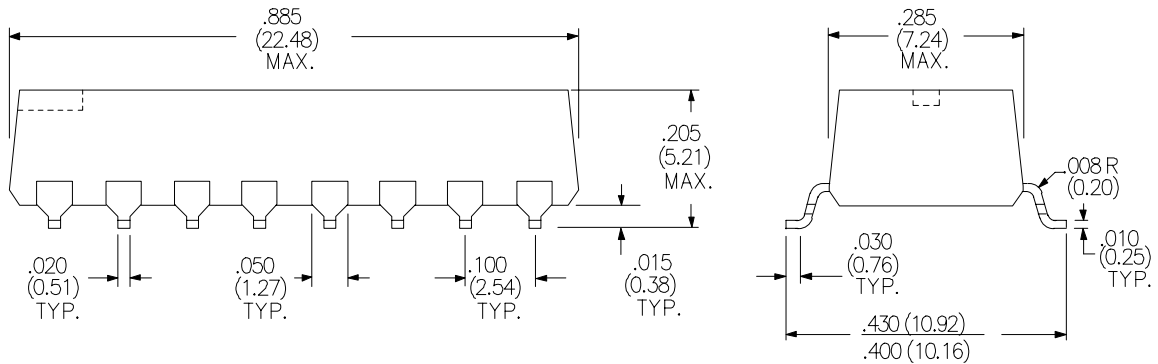 .885
(22.48)
MAX.
.285
(7.24)
MAX.
.205
(5.21)
MAX.
.008 R
(0.20)
.020
(0.51)
TYP.
.050
(1.27)
TYP.
.100
(2.54)
TYP.
.015
(0.38)
TYP.
.030
(0.76)
TYP.
.010
(0.25)
TYP.
.430 (10.92)
.400 (10.16)